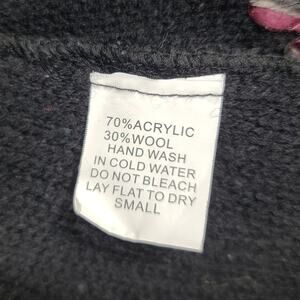 70%ACRYLIC
30%WOOL
HAND WASH
IN COLD WATER
DO NOT BLEACH
LAY FLAT TO DRY
SMALL